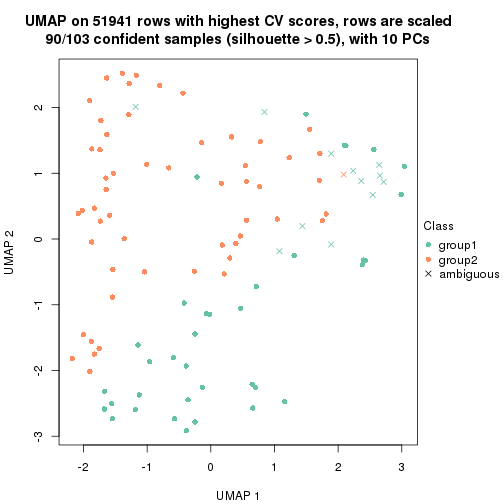 UMAP on 51941 rows with highest CV scores, rows are scaled
90/103 confident samples (silhouette > 0.5), with 10 PCs
UMAP 2
2
1
0
-1
-2
-3
-2
-1
0
1
2
3
UMAP 1
Class
group1
group2
ambiguous